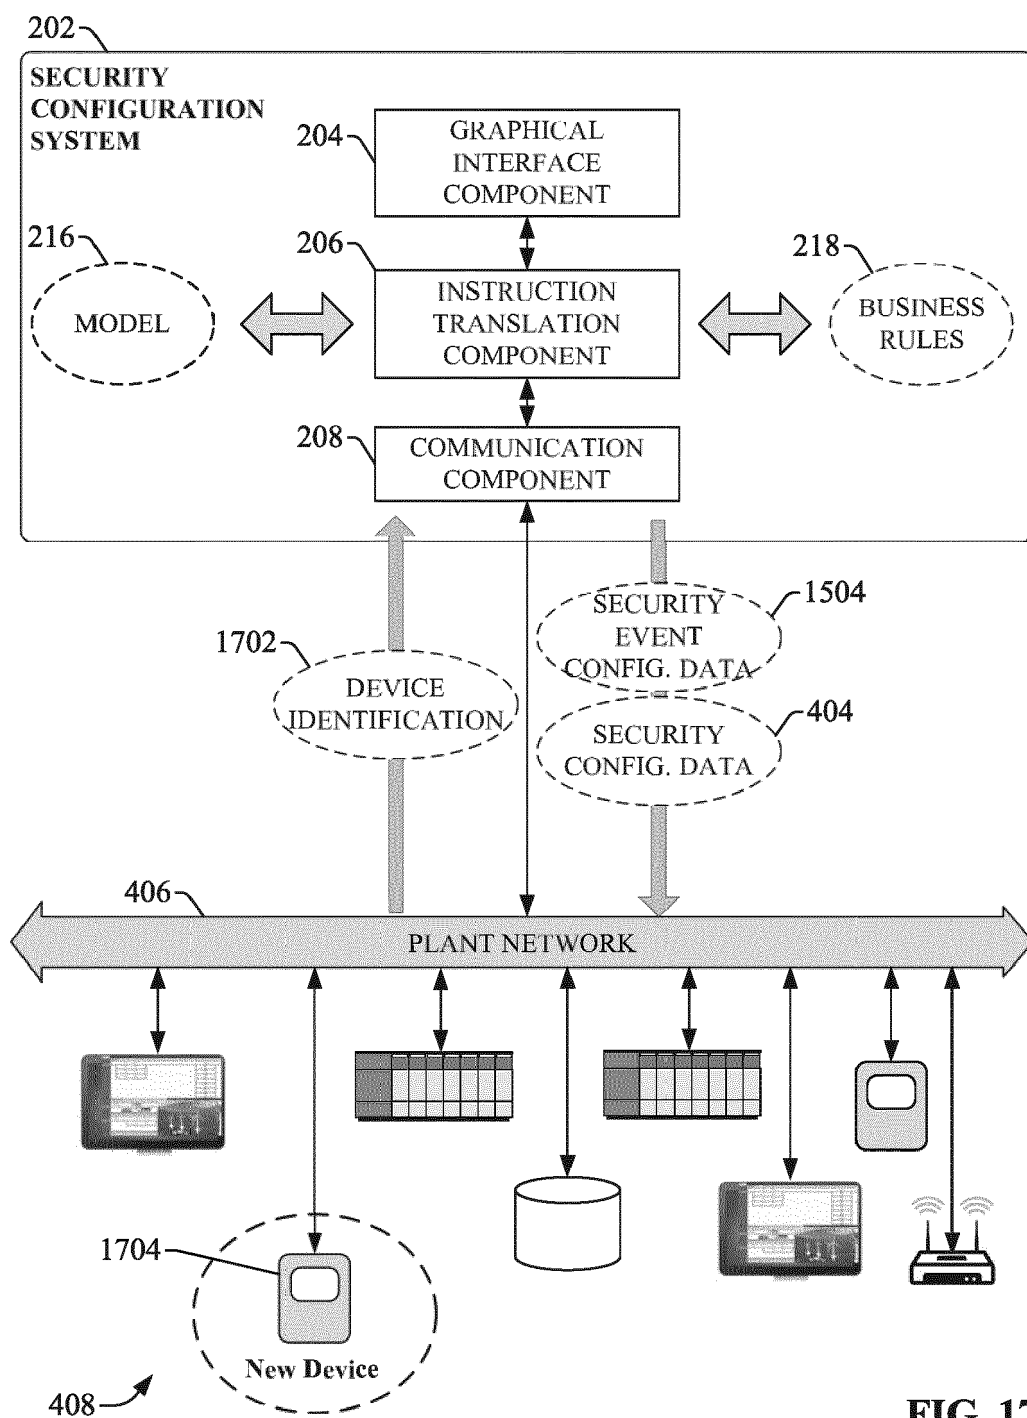 202
SECURITY
CONFIGURATION
SYSTEM
204
GRAPHICAL
INTERFACE
COMPONENT
216
MODEL
206
INSTRUCTION
TRANSLATION
COMPONENT
218
BUSINESS
RULES
208
COMMUNICATION
COMPONENT
1702
DEVICE
IDENTIFICATION
1504
SECURITY
EVENT
CONFIG. DATA
404
SECURITY
CONFIG. DATA
406
PLANT NETWORK
1704
New Device
408
FIG. 17